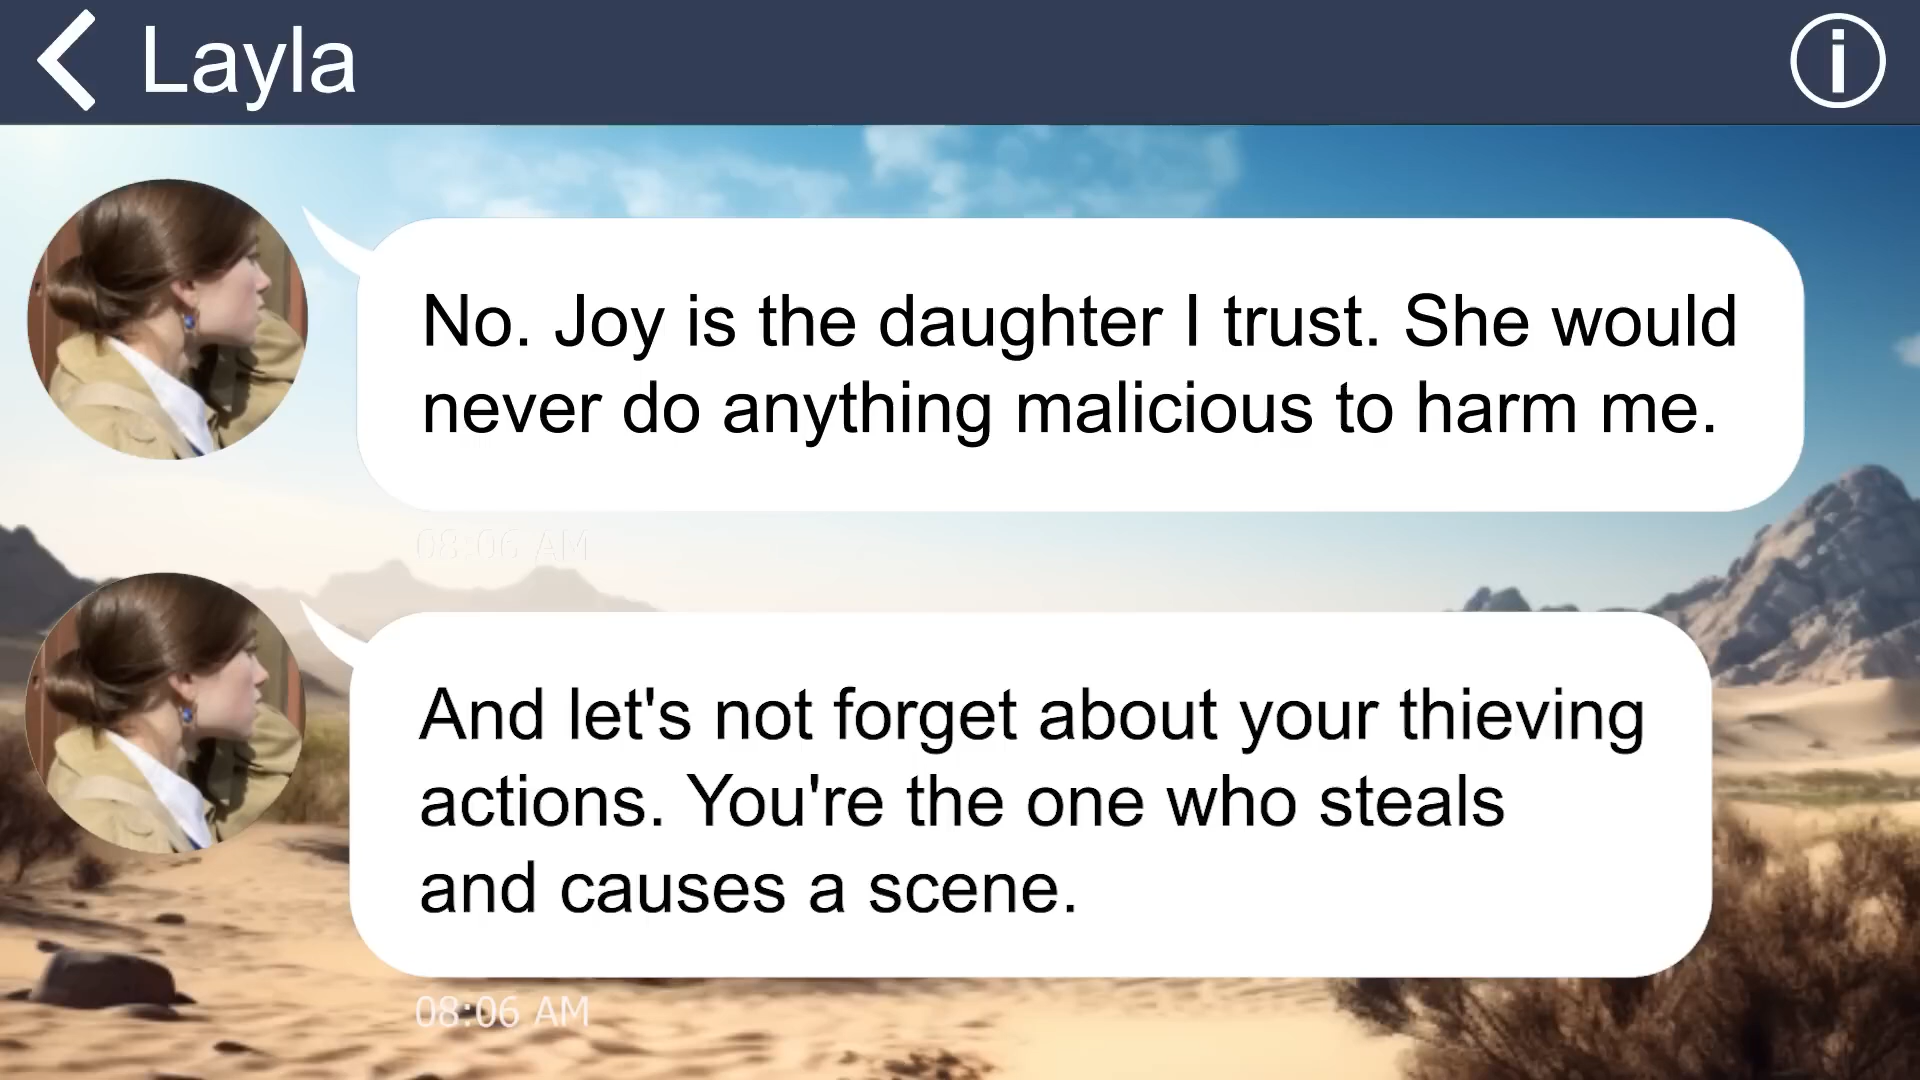 Layla
No. Joy is the daughter I trust. She would
never do anything malicious to harm me.
08:06 AM
And let's not forget about your thieving
actions. You're the one who steals
and causes a scene.
08:06 AM